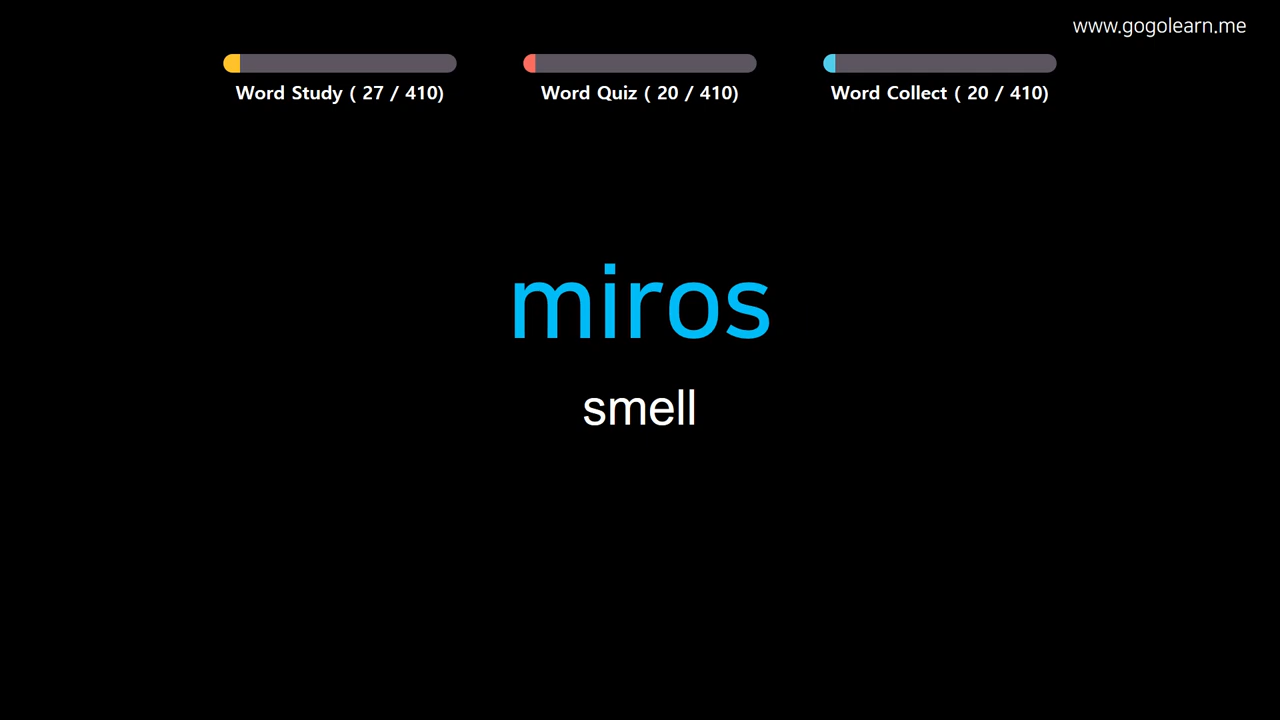 www.gogolearn.me
Word Study ( 27 / 410)
Word Quiz ( 20 / 410)
Word Collect ( 20 / 410)
miros
smell